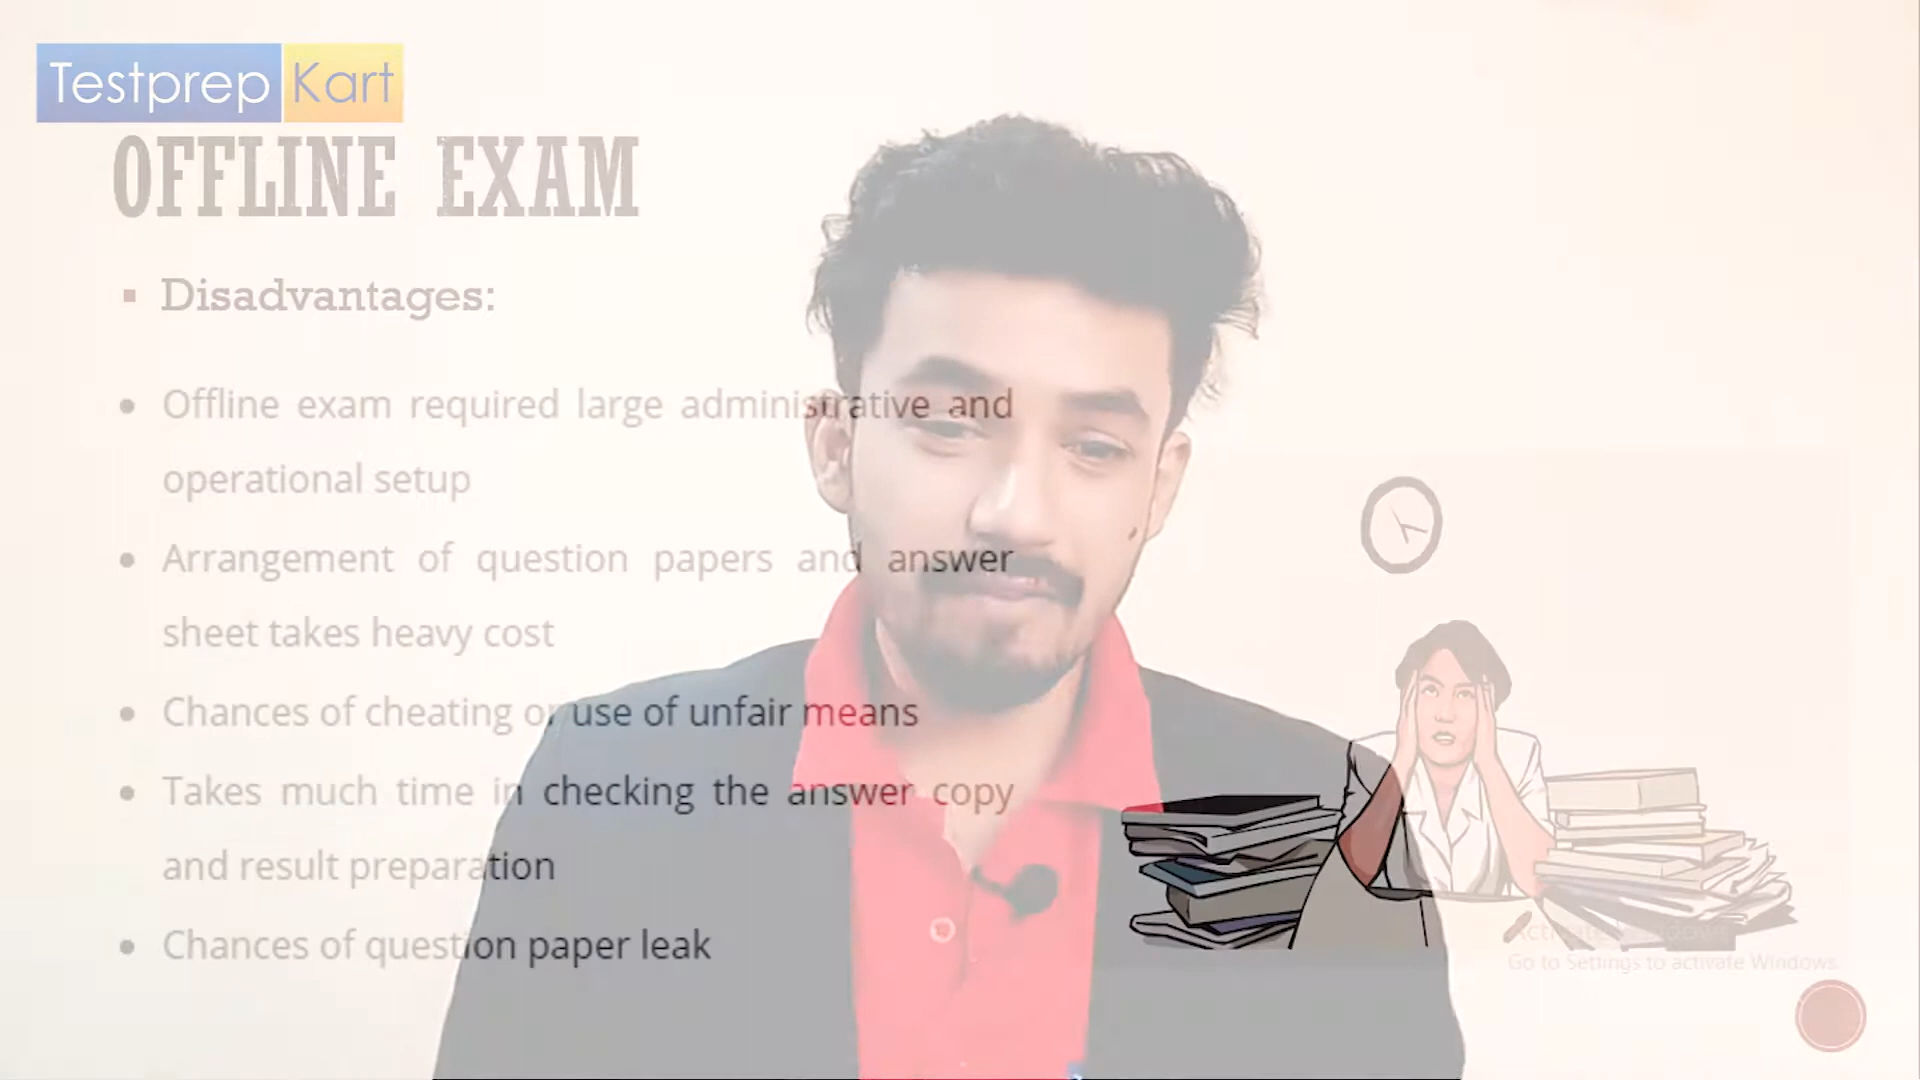 Testprep Kart
OFFLINE EXAM
Disadvantages:
Offline exam required large administrative and
operational setup
Arrangement of question papers and answer
sheet takes heavy cost
Chances of cheating or use of unfair means
Takes much time in checking the answer copy
and result preparation
Chances of question paper leak
Go to Settings to activate Windows.